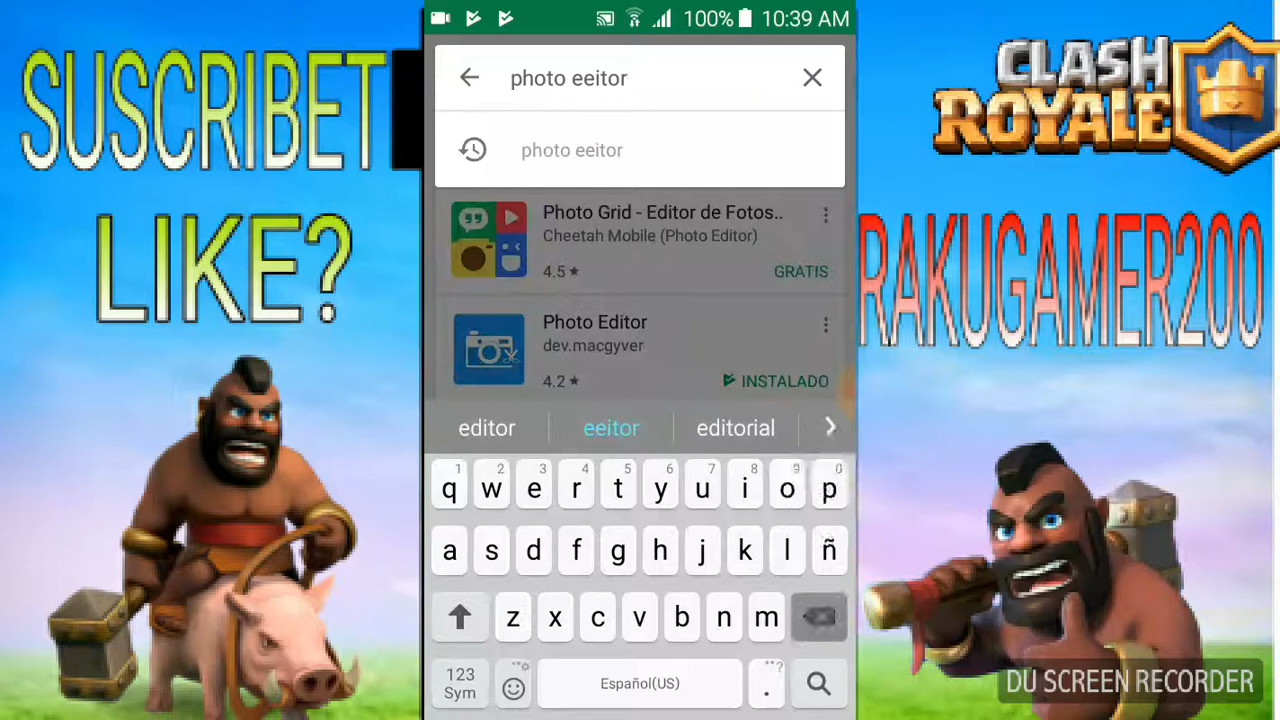 SUSCRIBET
LIKE?
100% 10:39 AM
photo eeitor
photo eeitor
Photo Grid - Editor de Fotos..
Cheetah Mobile (Photo Editor)
4.5 GRATIS
Photo Editor
dev.macgyver
4.2 INSTALADO
editor eeitor editorial
1 2 3 4 5 6 7 8 9 0
q w e r t y u i o p
a s d f g h j k l ñ
z x c v b n m
123
Sym
Español(US)
. ?
CLASH
ROYALE
RAKUGAMER200
DU SCREEN RECORDER